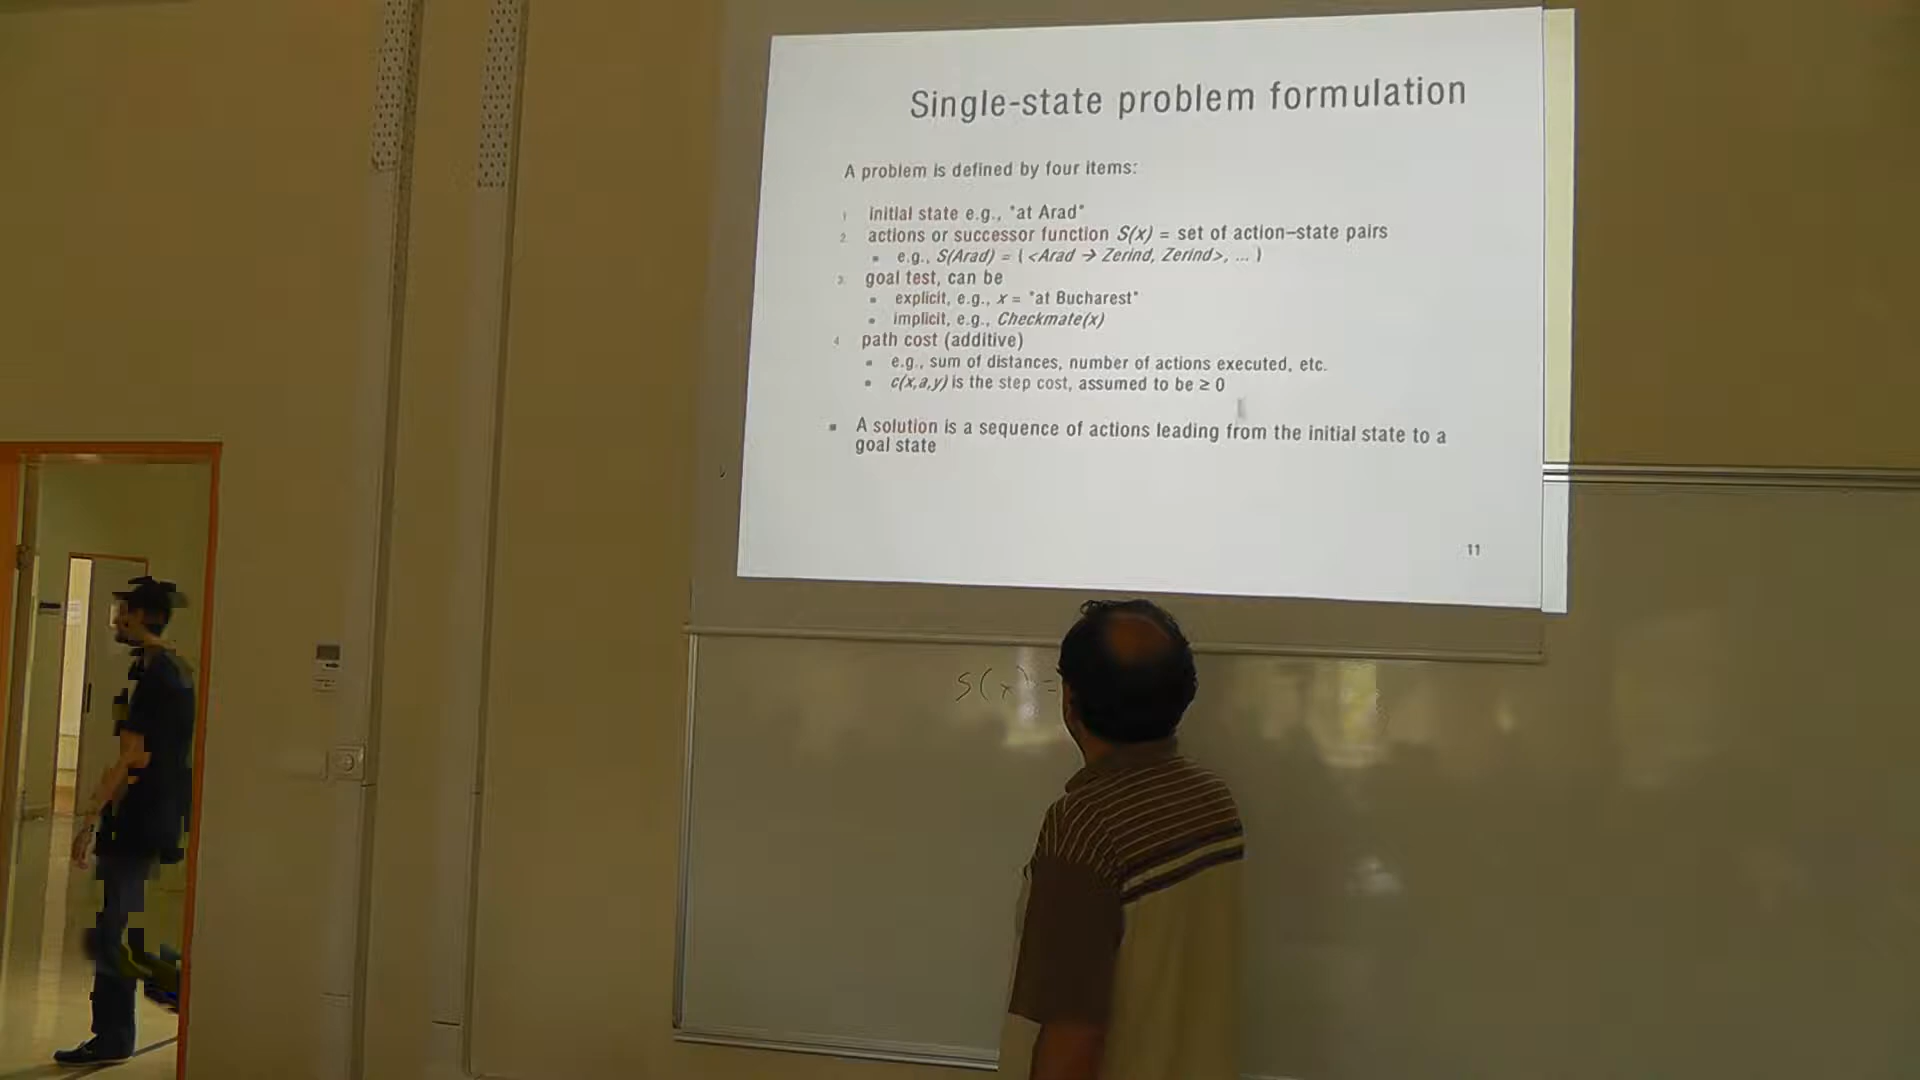 Single-state problem formulation
A problem is defined by four items:
1. initial state e.g., "at Arad"
2. actions or successor function S(x) = set of action–state pairs
▪ e.g., S(Arad) = {<Arad → Zerind, Zerind>, … }
3. goal test, can be
▪ explicit, e.g., x = "at Bucharest"
▪ implicit, e.g., Checkmate(x)
4. path cost (additive)
▪ e.g., sum of distances, number of actions executed, etc.
▪ c(x,a,y) is the step cost, assumed to be ≥ 0
▪ A solution is a sequence of actions leading from the initial state to a
goal state
11
S(x) =